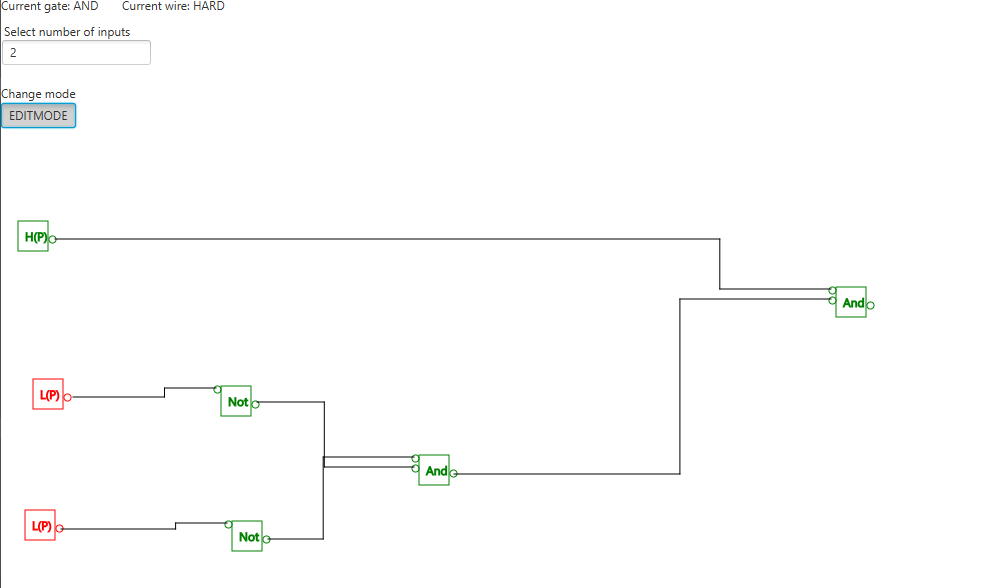 Current gate: AND Current wire: HARD
Select number of inputs
2
Change mode
EDITMODE
H(P)
And
L(P)
Not
And
L(P)
Not